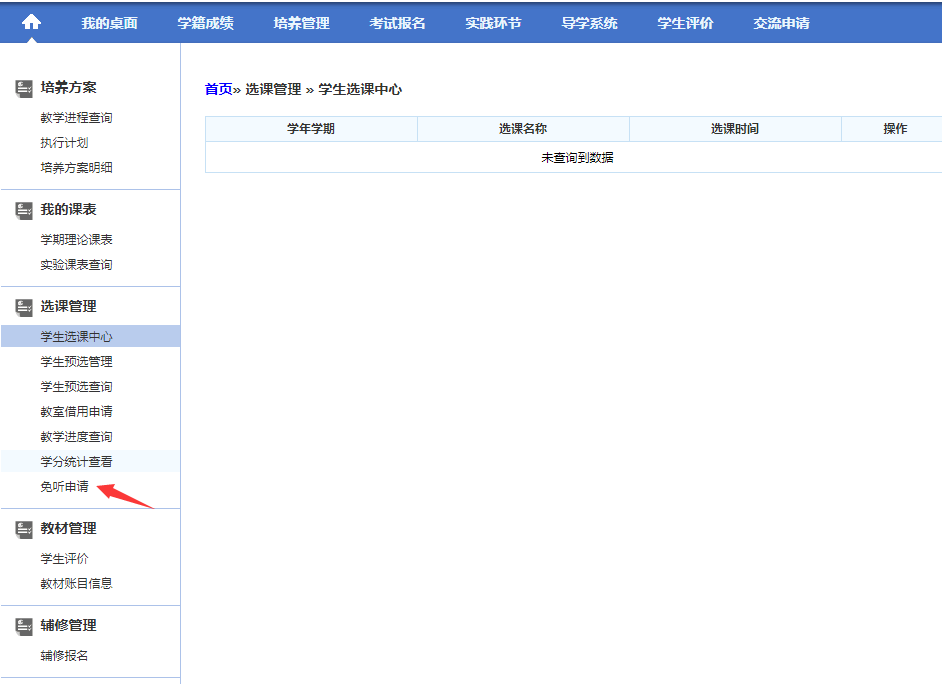 我的桌面 学籍成绩 培养管理 考试报名 实践环节 导学系统 学生评价 交流申请
培养方案
教学进程查询
执行计划
培养方案明细
我的课表
学期理论课表
实验课表查询
选课管理
学生选课中心
学生预选管理
学生预选查询
教室借用申请
教学进度查询
学分统计查看
免听申请
教材管理
学生评价
教材账目信息
辅修管理
辅修报名
首页» 选课管理 » 学生选课中心
学年学期 选课名称 选课时间 操作
未查询到数据